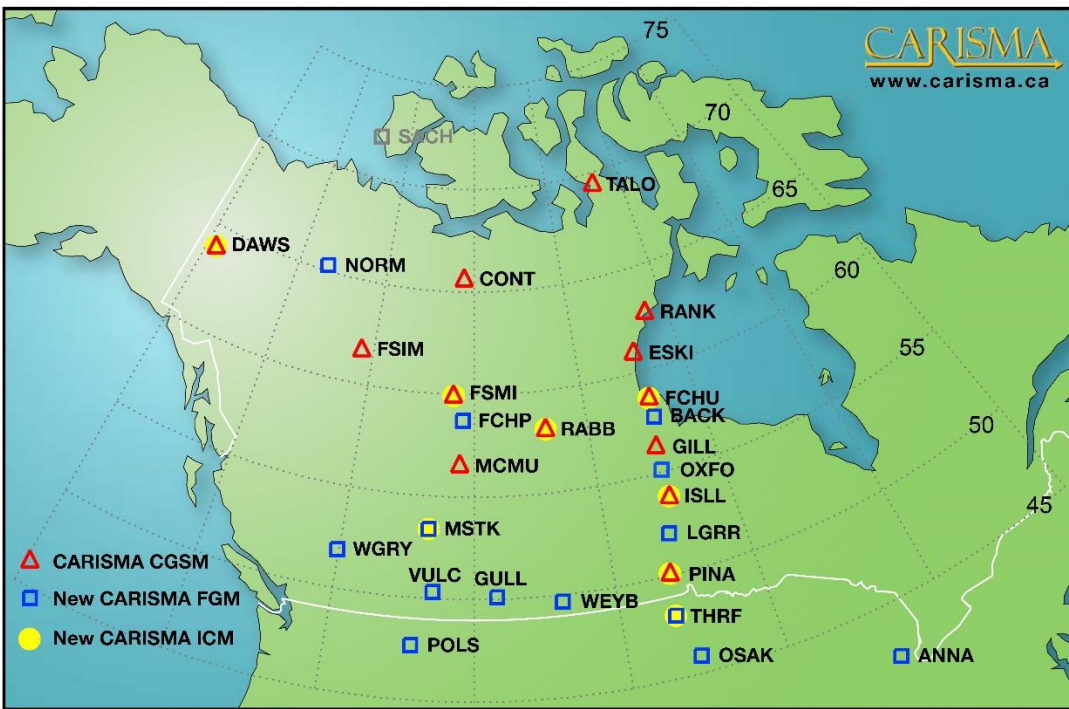 75
CARISMA
www.carisma.ca
70
SACH
TALO
65
DAWS
NORM
CONT
60
RANK
FSIM
ESKI
55
FSMI
FCHU
FCHP
RABB
BACK
50
GILL
MCMU
OXFO
ISLL
45
MSTK
LGRR
WGRY
CARISMA CGSM
PINA
VULC
GULL
New CARISMA FGM
WEYB
THRF
New CARISMA ICM
POLS
OSAK
ANNA